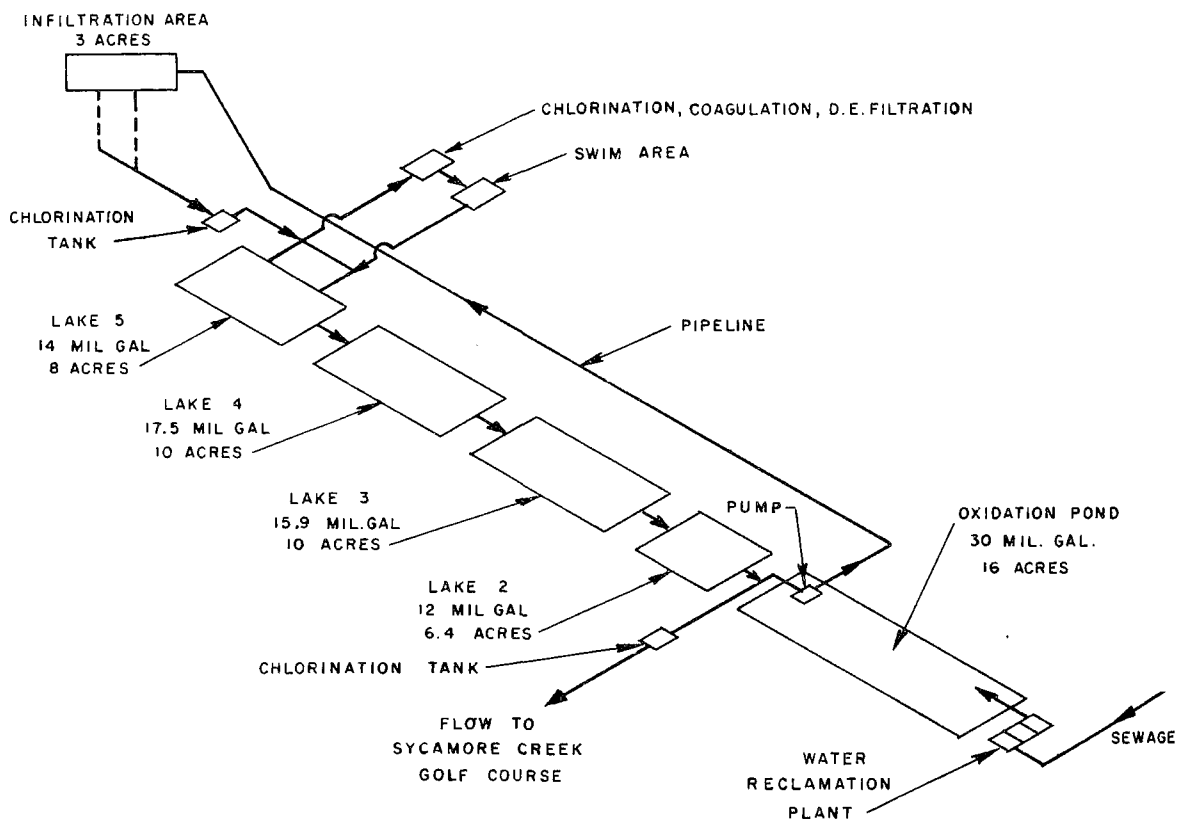 INFILTRATION AREA
3 ACRES
CHLORINATION, COAGULATION, D.E. FILTRATION
SWIM AREA
CHLORINATION
TANK
PIPELINE
LAKE 5
14 MIL GAL
8 ACRES
LAKE 4
17.5 MIL GAL
10 ACRES
LAKE 3
15.9 MIL.GAL
10 ACRES
PUMP
OXIDATION POND
30 MIL. GAL.
16 ACRES
LAKE 2
12 MIL GAL
6.4 ACRES
CHLORINATION TANK
FLOW TO
SYCAMORE CREEK
GOLF COURSE
SEWAGE
WATER
RECLAMATION
PLANT